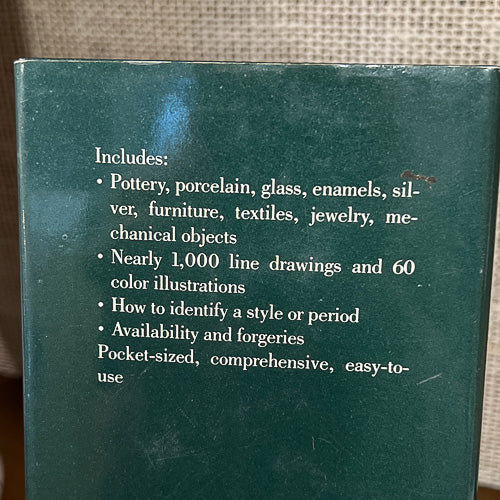 Includes:
• Pottery, porcelain, glass, enamels, sil-
ver, furniture, textiles, jewelry, me-
chanical objects
• Nearly 1,000 line drawings and 60
color illustrations
• How to identify a style or period
• Availability and forgeries
Pocket-sized, comprehensive, easy-to-
use